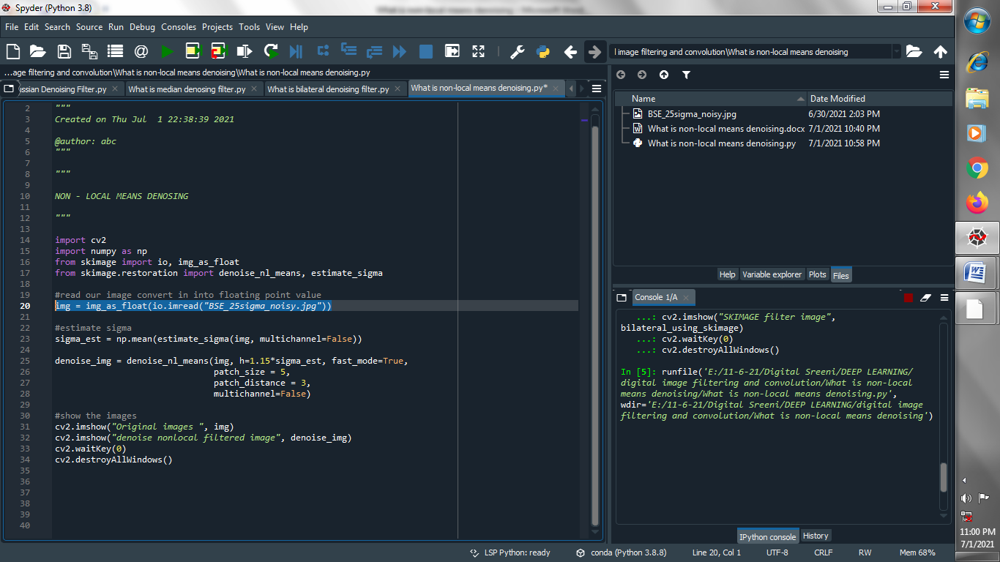 Spyder (Python 3.8)
File Edit Search Source Run Debug Consoles Projects Tools View Help
l image filtering and convolution\What is non-local means denoising
...age filtering and convolution\What is non-local means denoising\What is non-local means denoising.py
ssian Denoising Filter.py
What is median denosing filter.py
What is bilateral denoising filter.py
What is non-local means denoising.py*
2 """
3 Created on Thu Jul  1 22:38:39 2021
4
5 @author: abc
6 """
7
8 """
9
10 NON - LOCAL MEANS DENOSING
11
12 """
13
14 import cv2
15 import numpy as np
16 from skimage import io, img_as_float
17 from skimage.restoration import denoise_nl_means, estimate_sigma
18
19 #read our image convert in into floating point value
20 img = img_as_float(io.imread("BSE_25sigma_noisy.jpg"))
21
22 #estimate sigma
23 sigma_est = np.mean(estimate_sigma(img, multichannel=False))
24
25 denoise_img = denoise_nl_means(img, h=1.15*sigma_est, fast_mode=True,
26 patch_size = 5,
27 patch_distance = 3,
28 multichannel=False)
29
30 #show the images
31 cv2.imshow("Original images ", img)
32 cv2.imshow("denoise nonlocal filtered image", denoise_img)
33 cv2.waitKey(0)
34 cv2.destroyAllWindows()
35
36
37
38
39
40
Name Date Modified
BSE_25sigma_noisy.jpg 6/30/2021 2:03 PM
What is non-local means denoising.docx 7/1/2021 10:40 PM
What is non-local means denoising.py 7/1/2021 10:58 PM
Help Variable explorer Plots Files
Console 1/A
...: cv2.imshow("SKIMAGE filter image",
bilateral_using_skimage)
...: cv2.waitKey(0)
...: cv2.destroyAllWindows()
In [5]: runfile('E:/11-6-21/Digital Sreeni/DEEP LEARNING/
digital image filtering and convolution/What is non-local
means denoising/What is non-local means denoising.py',
wdir='E:/11-6-21/Digital Sreeni/DEEP LEARNING/digital image
filtering and convolution/What is non-local means denoising')
IPython console History
LSP Python: ready conda (Python 3.8.8) Line 20, Col 1 UTF-8 CRLF RW Mem 68%
11:00 PM
7/1/2021